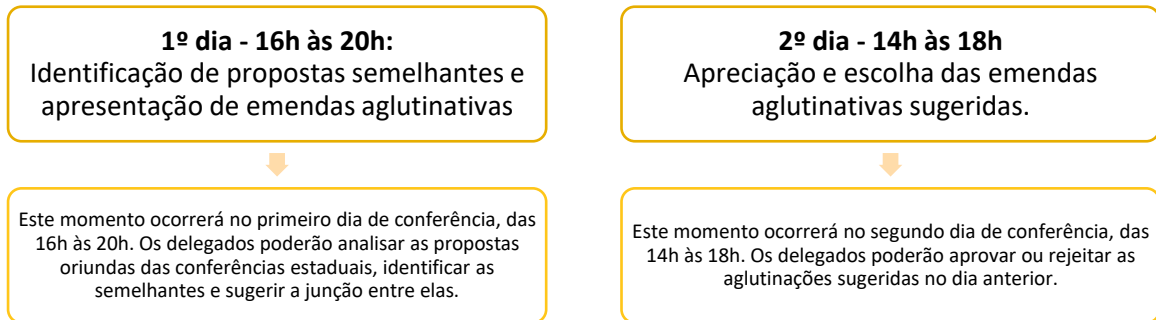 1º dia - 16h às 20h:
Identificação de propostas semelhantes e
apresentação de emendas aglutinativas
Este momento ocorrerá no primeiro dia de conferência, das
16h às 20h. Os delegados poderão analisar as propostas
oriundas das conferências estaduais, identificar as
semelhantes e sugerir a junção entre elas.
2º dia - 14h às 18h
Apreciação e escolha das emendas
aglutinativas sugeridas.
Este momento ocorrerá no segundo dia de conferência, das
14h às 18h. Os delegados poderão aprovar ou rejeitar as
aglutinações sugeridas no dia anterior.